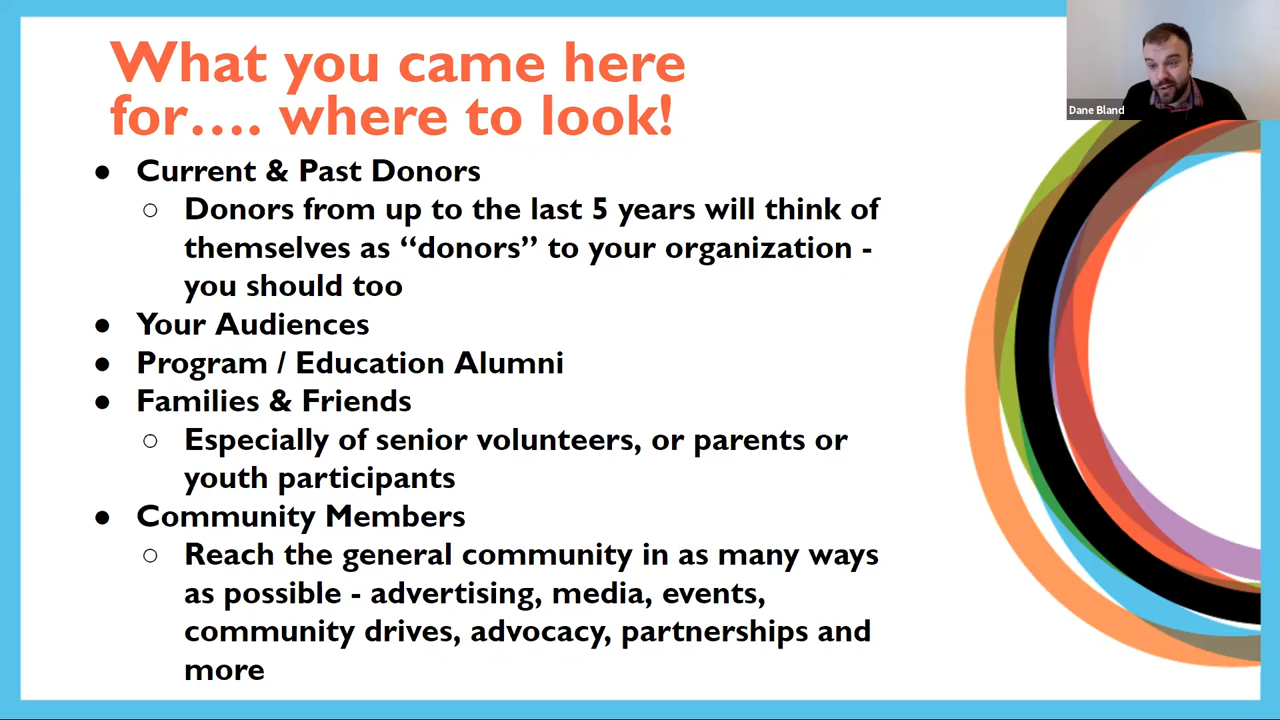 What you came here
for.... where to look!
● Current & Past Donors
○ Donors from up to the last 5 years will think of
themselves as “donors” to your organization -
you should too
● Your Audiences
● Program / Education Alumni
● Families & Friends
○ Especially of senior volunteers, or parents or
youth participants
● Community Members
○ Reach the general community in as many ways
as possible - advertising, media, events,
community drives, advocacy, partnerships and
more
Dane Bland